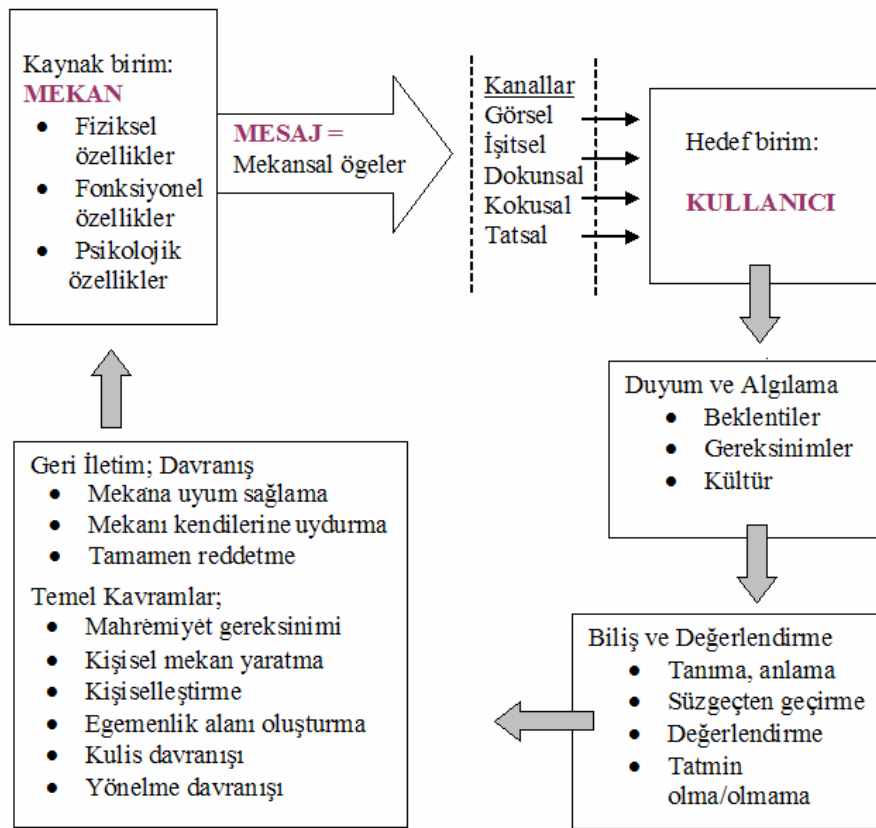 Kaynak birim:
MEKAN
● Fiziksel
özellikler
● Fonksiyonel
özellikler
● Psikolojik
özellikler
MESAJ =
Mekansal ögeler
Kanallar
Görsel
İşitsel
Dokunsal
Kokusal
Tatsal
Hedef birim:
KULLANICI
Duyum ve Algılama
● Beklentiler
● Gereksinimler
● Kültür
Biliş ve Değerlendirme
● Tanıma, anlama
● Süzgeçten geçirme
● Değerlendirme
● Tatmin
olma/olmama
Geri İletim; Davranış
● Mekana uyum sağlama
● Mekanı kendilerine uydurma
● Tamamen reddetme
Temel Kavramlar;
● Mahremiyet gereksinimi
● Kişisel mekan yaratma
● Kişiselleştirme
● Egemenlik alanı oluşturma
● Kulis davranışı
● Yönelme davranışı